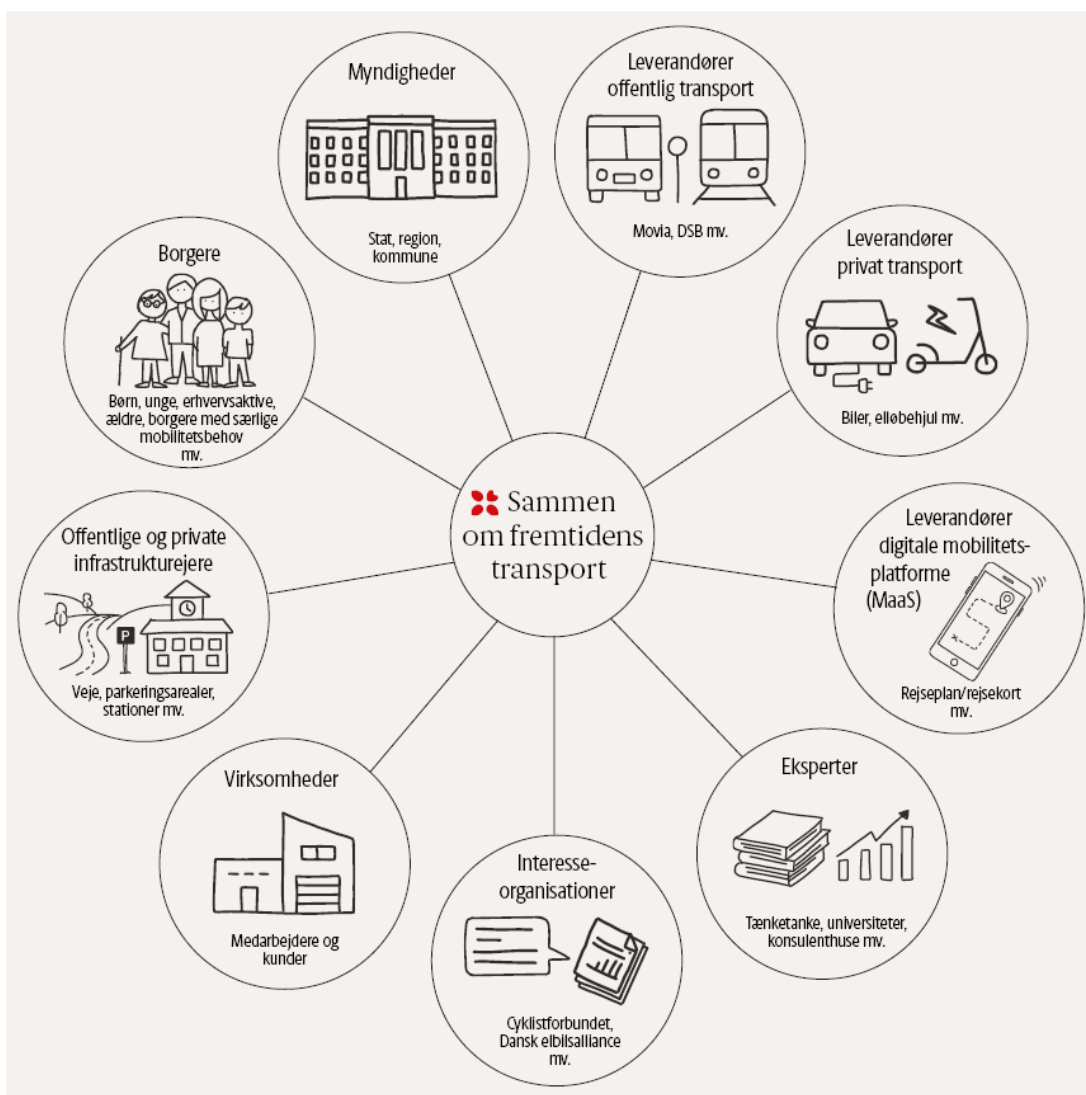 Myndigheder
Stat, region,
kommune
Leverandører
offentlig transport
Movia, DSB mv.
Leverandører
privat transport
Biler, elløbehjul mv.
Leverandører
digitale mobilitets-
platforme
(MaaS)
Rejseplan/rejsekort
mv.
Eksperter
Tænketanke, universiteter,
konsulenthuse mv.
Interesse-
organisationer
Cyklistforbundet,
Dansk elbilsalliance
mv.
Virksomheder
Medarbejdere og
kunder
Offentlige og private
infrastrukturejere
P
Veje, parkeringsarealer,
stationer mv.
Borgere
Børn, unge, erhvervsaktive,
ældre, borgere med særlige
mobilitetsbehov
mv.
Sammen
om fremtidens
transport